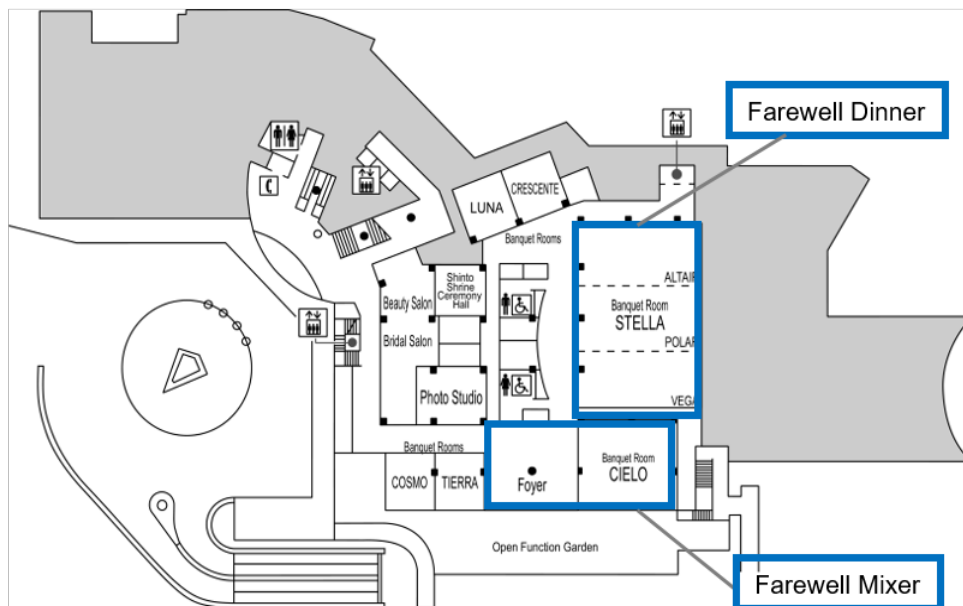 Farewell Dinner
CRESCENTE
LUNA
Banquet Rooms
Shinto
Shrine
Ceremony
Hall
Beauty Salon
ALTAIR
Banquet Room
STELLA
Bridal Salon
POLAR
Photo Studio
VEGA
Banquet Rooms
COSMO
TIERRA
Foyer
Banquet Room
CIELO
Open Function Garden
Farewell Mixer